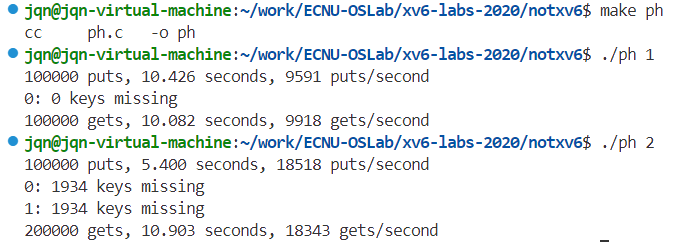 jqn@jqn-virtual-machine:~/work/ECNU-OSLab/xv6-labs-2020/notxv6$ make ph
cc     ph.c   -o ph
jqn@jqn-virtual-machine:~/work/ECNU-OSLab/xv6-labs-2020/notxv6$ ./ph 1
100000 puts, 10.426 seconds, 9591 puts/second
0: 0 keys missing
100000 gets, 10.082 seconds, 9918 gets/second
jqn@jqn-virtual-machine:~/work/ECNU-OSLab/xv6-labs-2020/notxv6$ ./ph 2
100000 puts, 5.400 seconds, 18518 puts/second
0: 1934 keys missing
1: 1934 keys missing
200000 gets, 10.903 seconds, 18343 gets/second